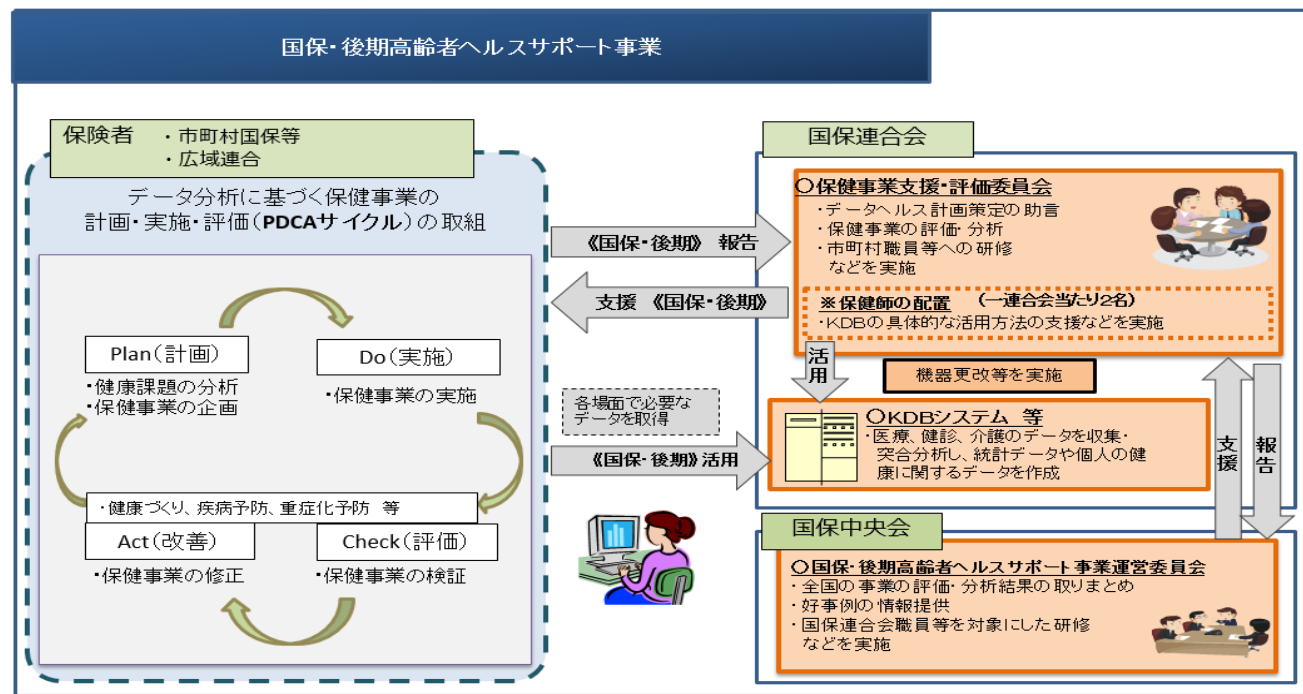 国保・後期高齢者ヘルスサポート事業
保険者 ・市町村国保等
・広域連合
データ分析に基づく保健事業の
計画・実施・評価(PDCAサイクル)の取組
Plan(計画)
・健康課題の分析
・保健事業の企画
Do(実施)
・保健事業の実施
・健康づくり、疾病予防、重症化予防 等
Act(改善)
・保健事業の修正
Check(評価)
・保健事業の検証
《国保・後期》 報告
支援 《国保・後期》
各場面で必要な
データを取得
《国保・後期》活用
国保連合会
〇保健事業支援・評価委員会
・データヘルス計画策定の助言
・保健事業の評価・分析
・市町村職員等への研修
などを実施
※保健師の配置 (一連合会当たり2名)
・KDBの具体的な活用方法の支援などを実施
活用
機器更改等を実施
〇KDBシステム 等
・医療、健診、介護のデータを収集・
突合分析し、統計データや個人の健
康に関するデータを作成
支援
報告
国保中央会
〇国保・後期高齢者ヘルスサポート事業運営委員会
・全国の事業の評価・分析結果の取りまとめ
・好事例の情報提供
・国保連合会職員等を対象にした研修
などを実施